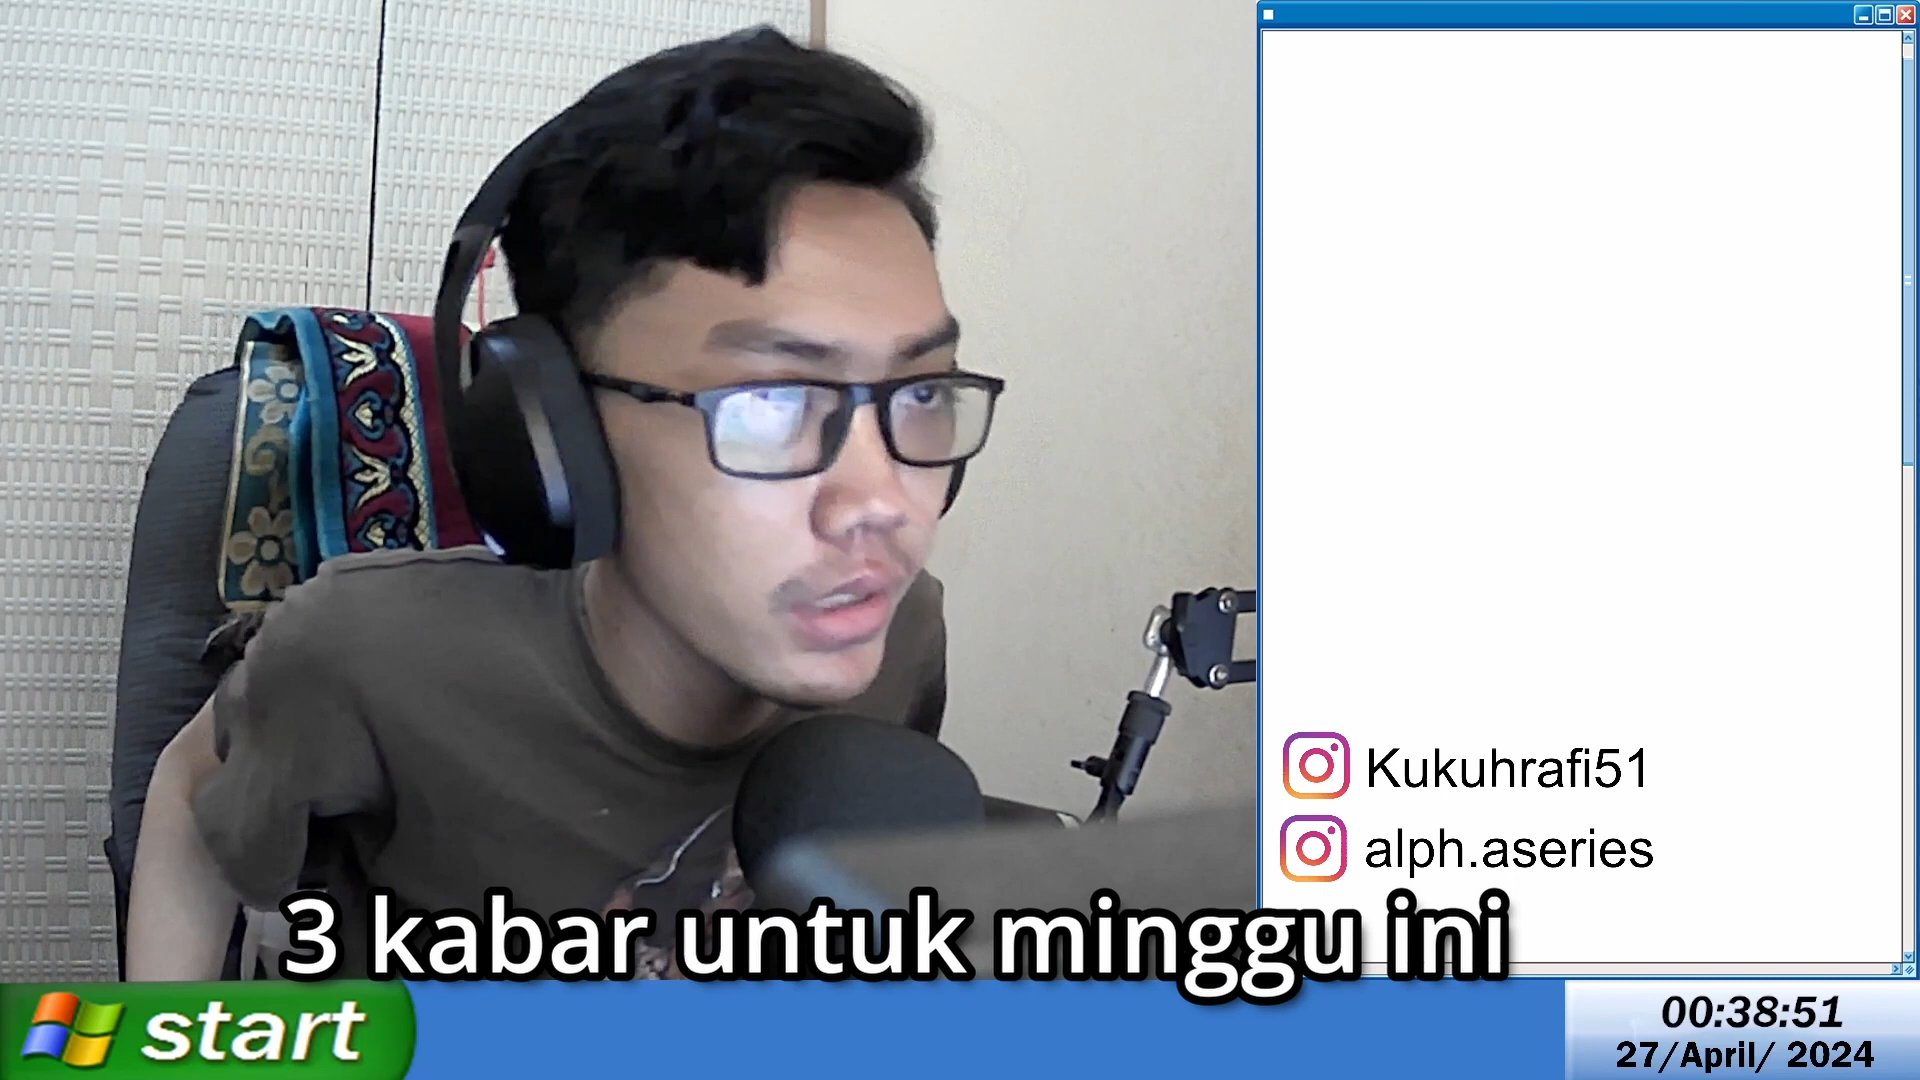 Kukuhrafi51
alph.aseries
3 kabar untuk minggu ini
start
00:38:51
27/April/ 2024